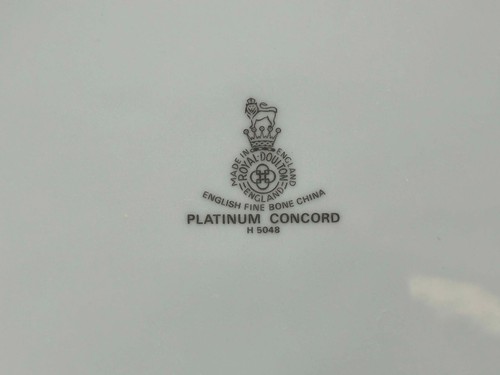 MADE IN ENGLAND
ROYAL·DOULTON
ENGLAND
ENGLISH FINE BONE CHINA
PLATINUM CONCORD
H 5048